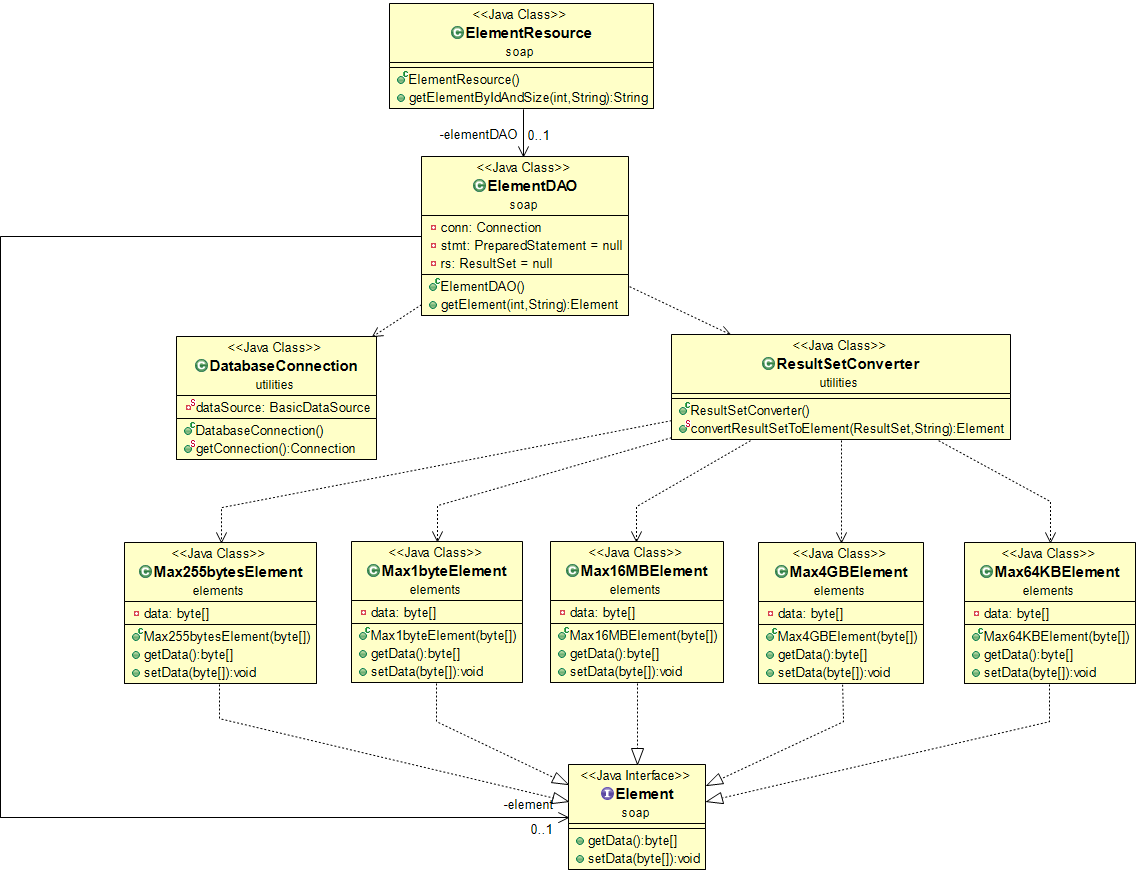 <<Java Class>>
ElementResource
soap
ElementResource()
getElementByIdAndSize(int,String):String
-elementDAO 0..1
<<Java Class>>
ElementDAO
soap
conn: Connection
stmt: PreparedStatement = null
rs: ResultSet = null
ElementDAO()
getElement(int,String):Element
<<Java Class>>
DatabaseConnection
utilities
dataSource: BasicDataSource
DatabaseConnection()
getConnection():Connection
<<Java Class>>
ResultSetConverter
utilities
ResultSetConverter()
convertResultSetToElement(ResultSet,String):Element
<<Java Class>>
Max255bytesElement
elements
data: byte[]
Max255bytesElement(byte[])
getData():byte[]
setData(byte[]):void
<<Java Class>>
Max1byteElement
elements
data: byte[]
Max1byteElement(byte[])
getData():byte[]
setData(byte[]):void
<<Java Class>>
Max16MBElement
elements
data: byte[]
Max16MBElement(byte[])
getData():byte[]
setData(byte[]):void
<<Java Class>>
Max4GBElement
elements
data: byte[]
Max4GBElement(byte[])
getData():byte[]
setData(byte[]):void
<<Java Class>>
Max64KBElement
elements
data: byte[]
Max64KBElement(byte[])
getData():byte[]
setData(byte[]):void
-element
0..1
<<Java Interface>>
Element
soap
getData():byte[]
setData(byte[]):void